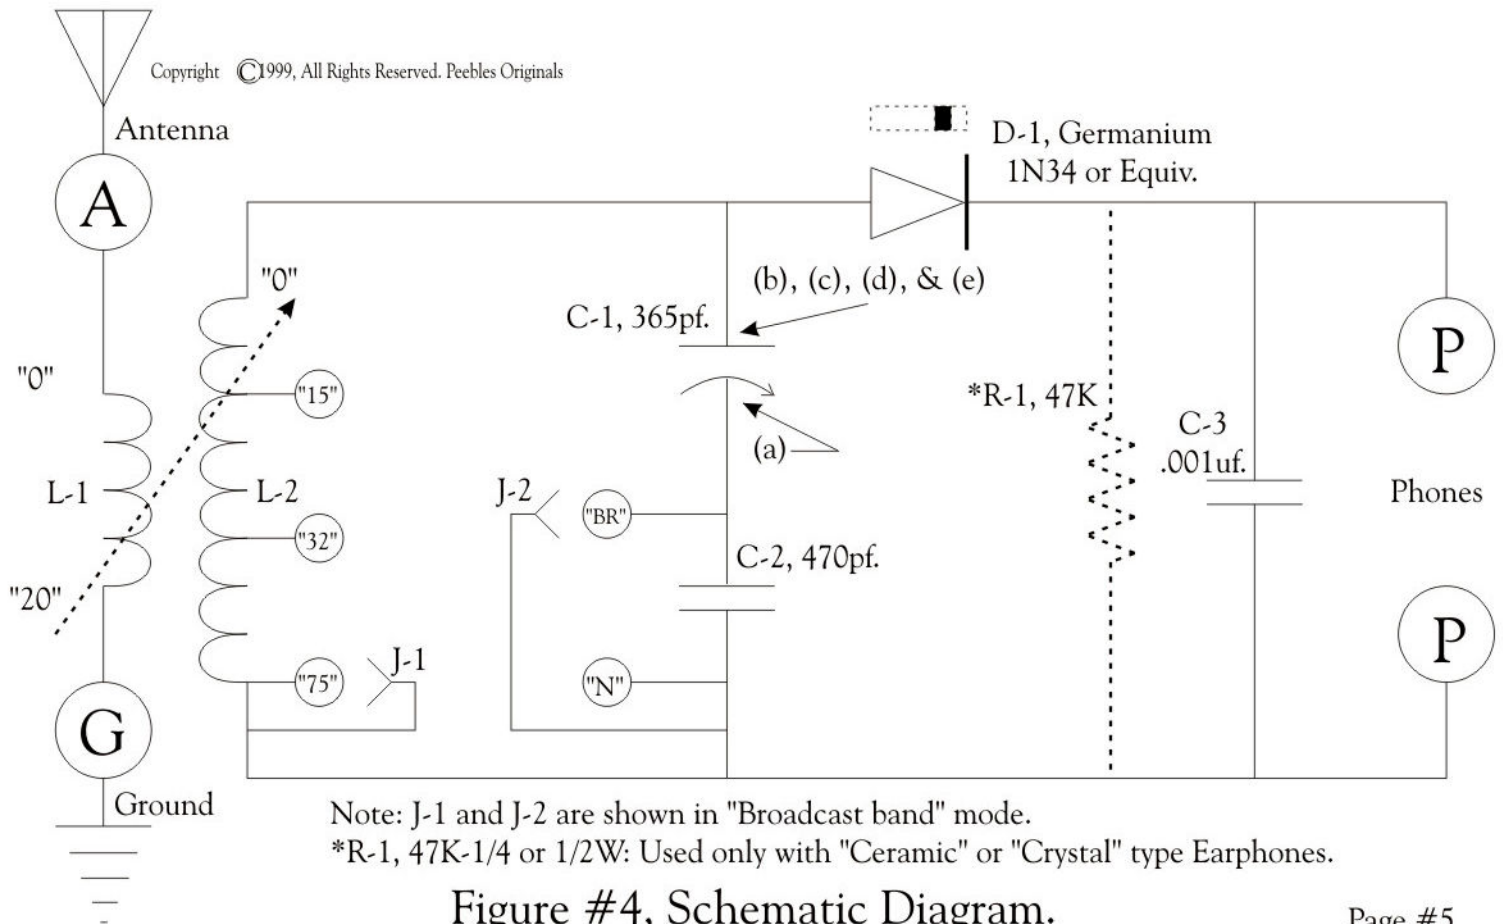 Copyright ©1999, All Rights Reserved. Peebles Originals
Antenna
A
D-1, Germanium
1N34 or Equiv.
"0"
(b), (c), (d), & (e)
C-1, 365pf.
"0"
"15"
*R-1, 47K
C-3
.001uf.
P
(a)
L-1
L-2
J-2
"BR"
Phones
"32"
C-2, 470pf.
"20"
P
J-1
"75"
"N"
G
Ground
Note: J-1 and J-2 are shown in "Broadcast band" mode.
*R-1, 47K-1/4 or 1/2W: Used only with "Ceramic" or "Crystal" type Earphones.
Figure #4, Schematic Diagram.
Page #5